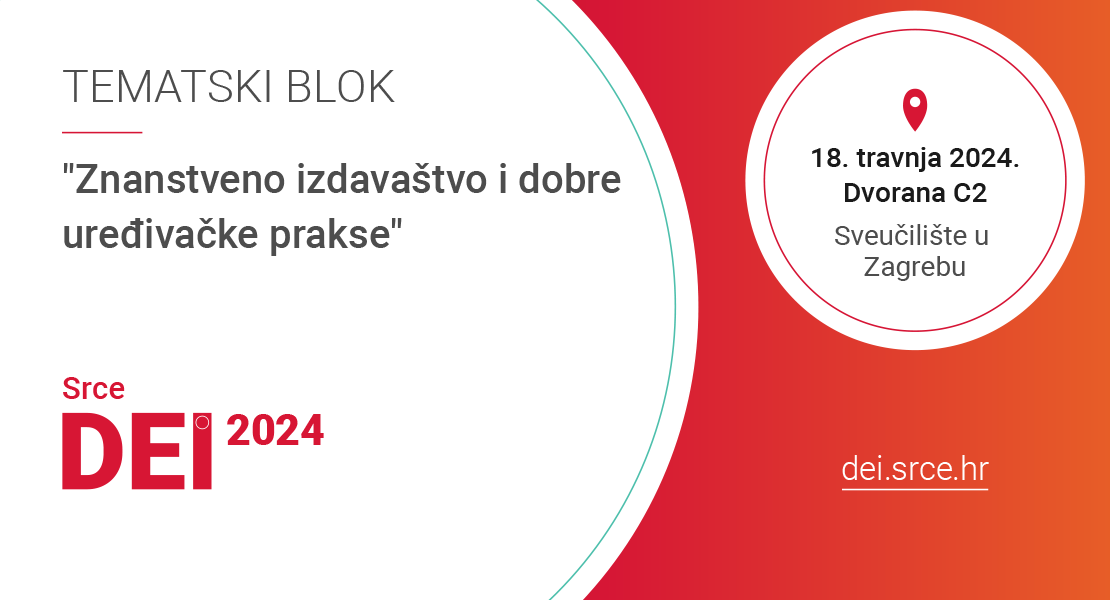 TEMATSKI BLOK
"Znanstveno izdavaštvo i dobre
uređivačke prakse"
Srce
DEI 2024
18. travnja 2024.
Dvorana C2
Sveučilište u
Zagrebu
dei.srce.hr